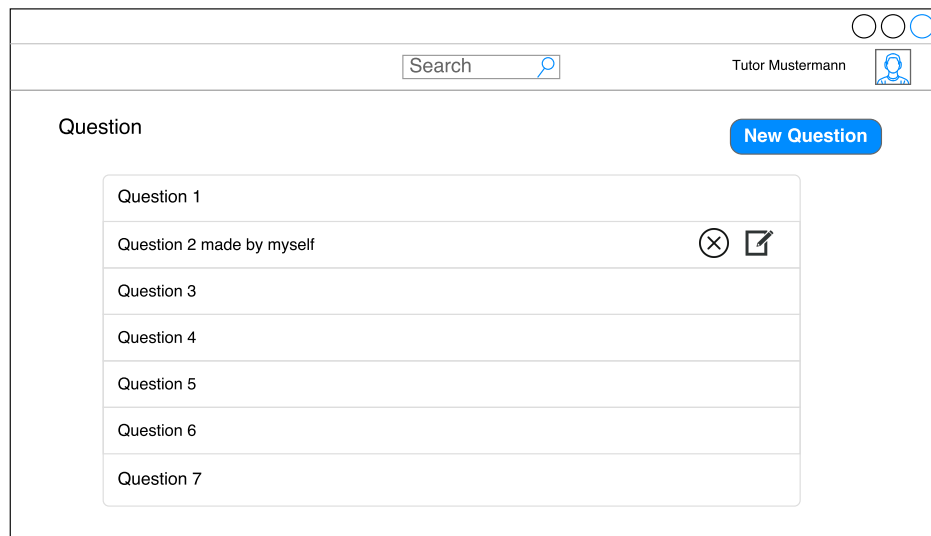 Search
Tutor Mustermann
Question
New Question
Question 1
Question 2 made by myself
Question 3
Question 4
Question 5
Question 6
Question 7